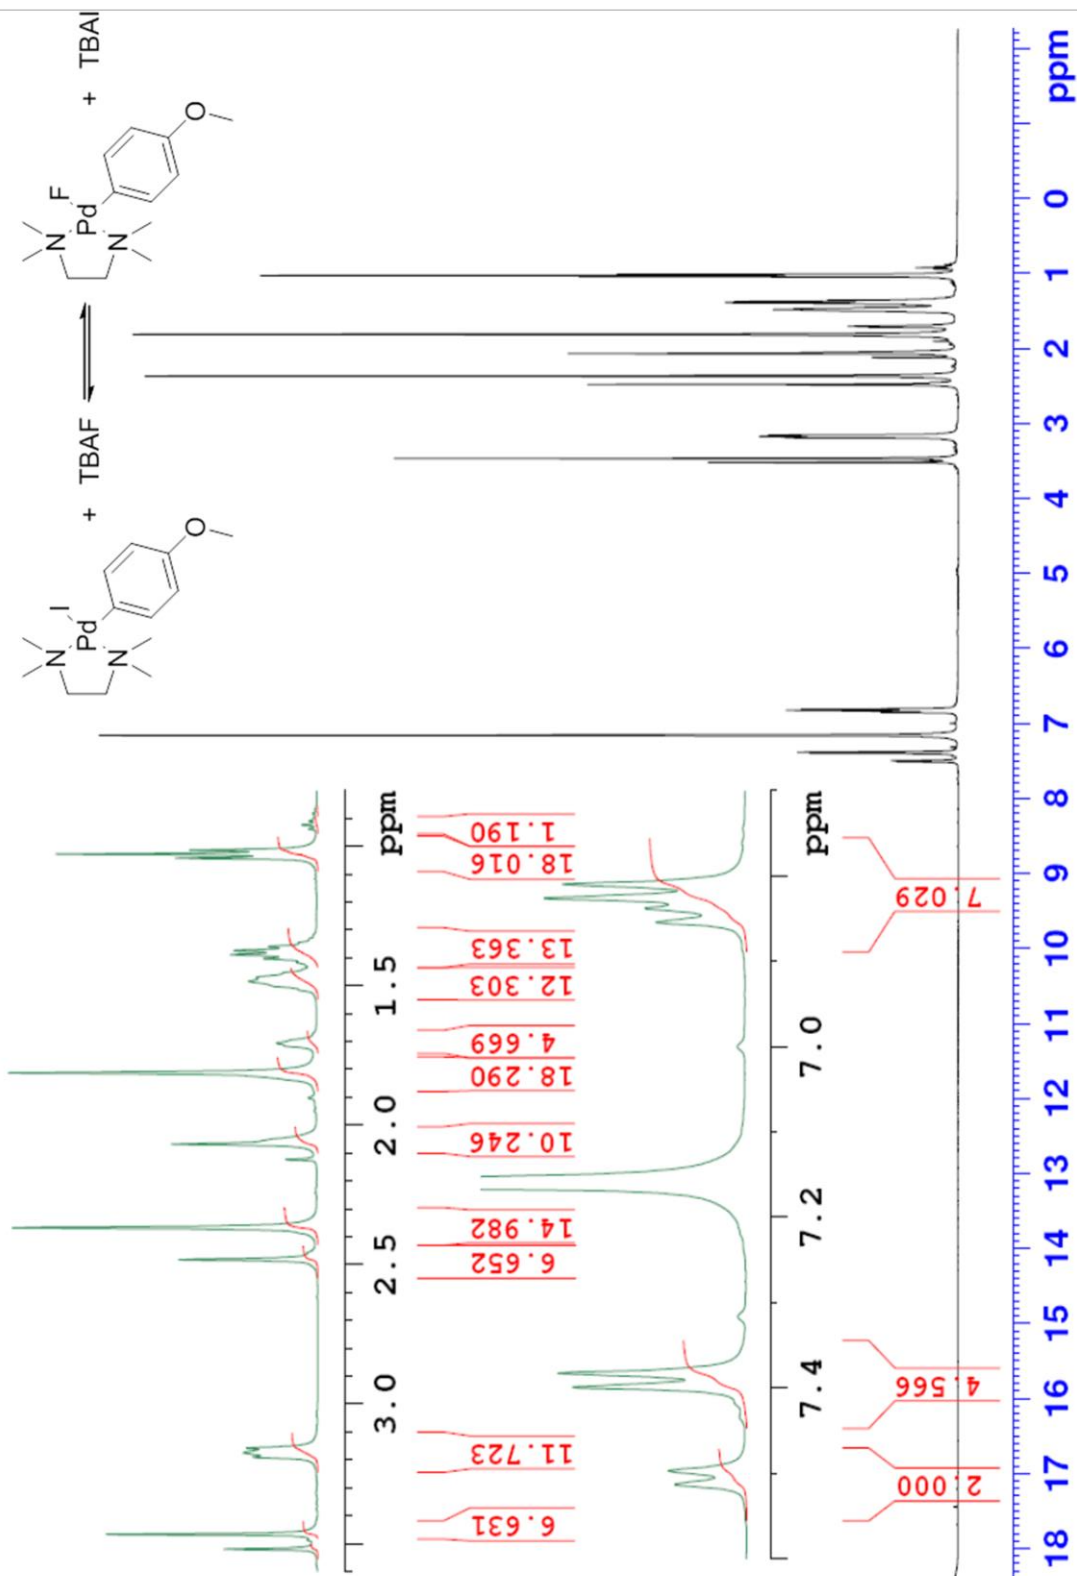 N
N
Pd
I
O
+ TBAF
N
N
Pd
F
O
+ TBAI
3.0 2.5 2.0 1.5 ppm
6.631 11.723 6.652 14.982 10.246 18.290 4.669 12.303 13.363 18.016 1.190
7.4 7.2 7.0 ppm
2.000 4.566 7.029
18 17 16 15 14 13 12 11 10 9 8 7 6 5 4 3 2 1 0 ppm